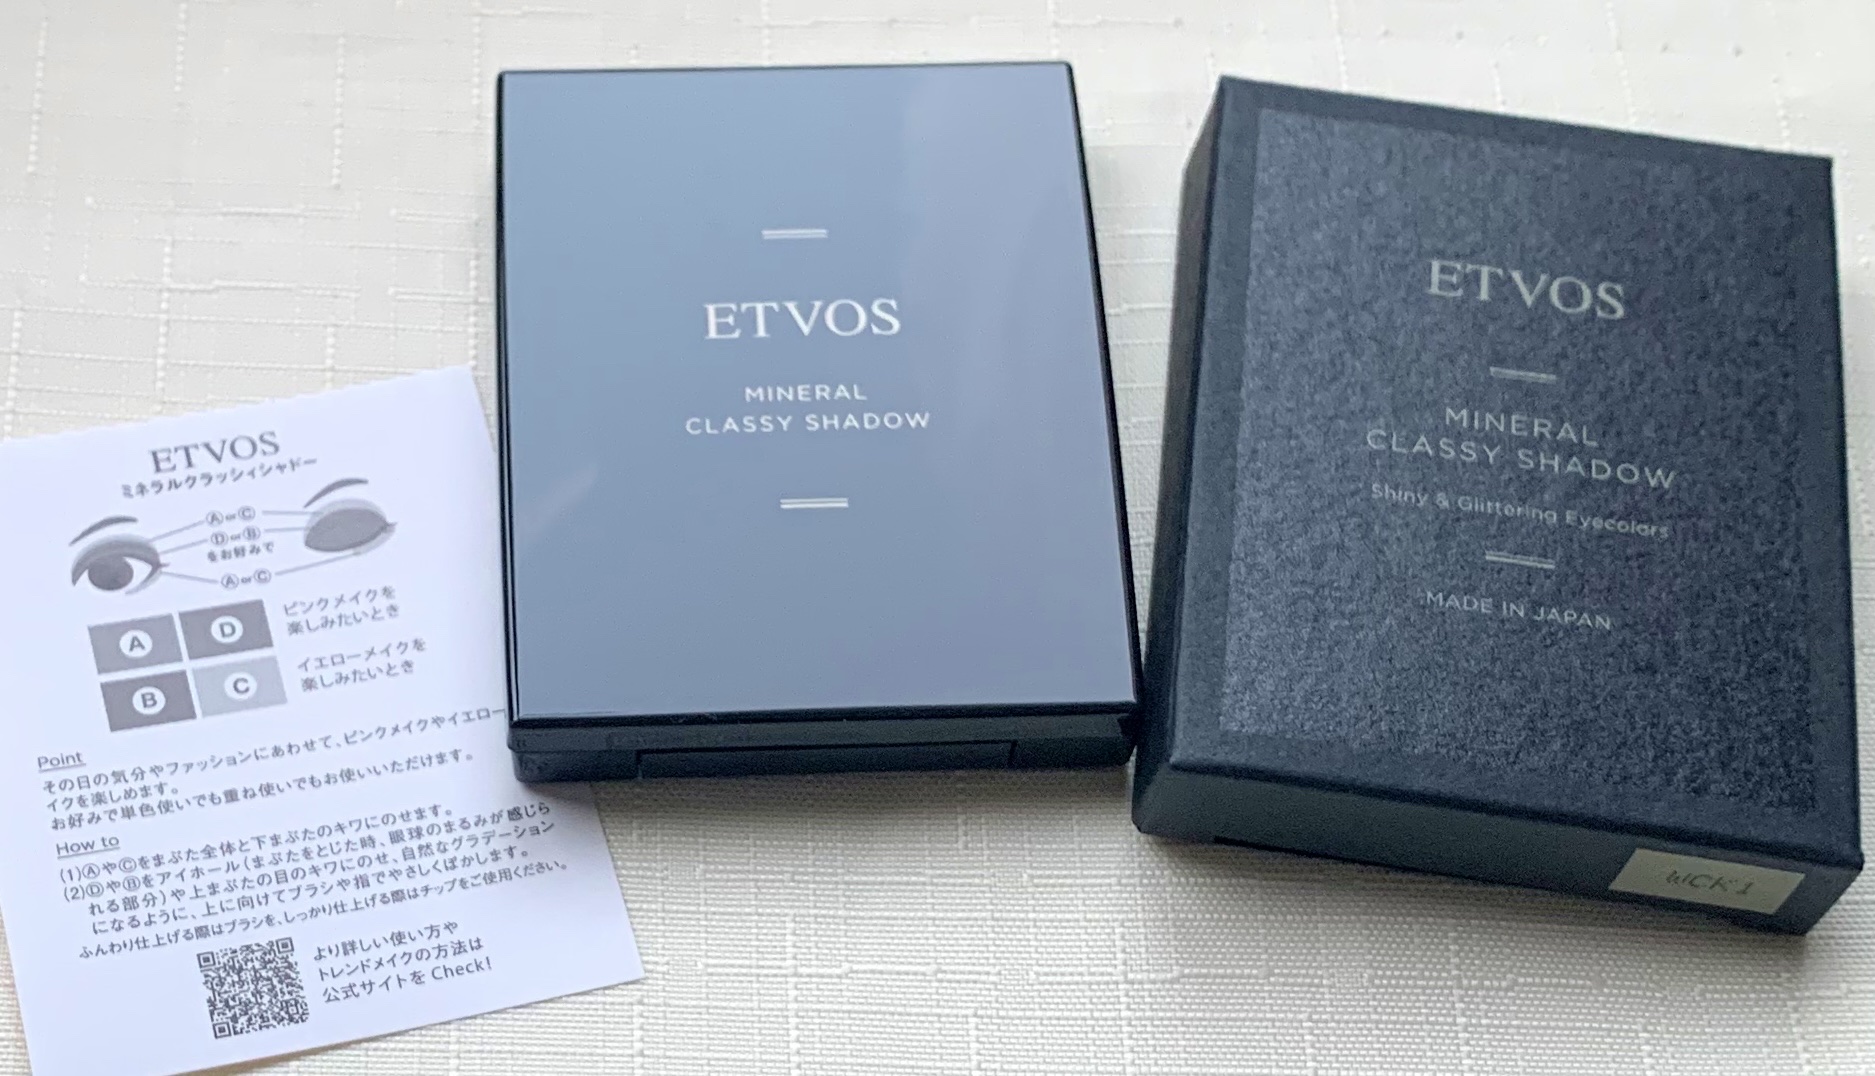 ETVOS
ミネラルクラッシィシャドー
ⒶorⒸ
ⒹorⒷ
をお好みで
ⒶorⒸ
A
D
ピンクメイクを
楽しみたいとき
B
C
イエローメイクを
楽しみたいとき
Point
その日の気分やファッションにあわせて、ピンクメイクやイエロー
イクを楽しめます。
お好みで単色使いでも重ね使いでもお使いいただけます。
How to
(1)ⒶやⒸをまぶた全体と下まぶたのキワにのせます。
(2)ⒹやⒷをアイホール(まぶたをとじた時、眼球のまるみが感じら
れる部分)や上まぶたの目のキワにのせ、自然なグラデーション
になるように、上に向けてブラシや指でやさしくぼかします。
ふんわり仕上げる際はブラシを、しっかり仕上げる際はチップをご使用ください。
より詳しい使い方や
トレンドメイクの方法は
公式サイトを Check!
ETVOS
MINERAL
CLASSY SHADOW
ETVOS
MINERAL
CLASSY SHADOW
Shiny & Glittering Eyecolors
MADE IN JAPAN